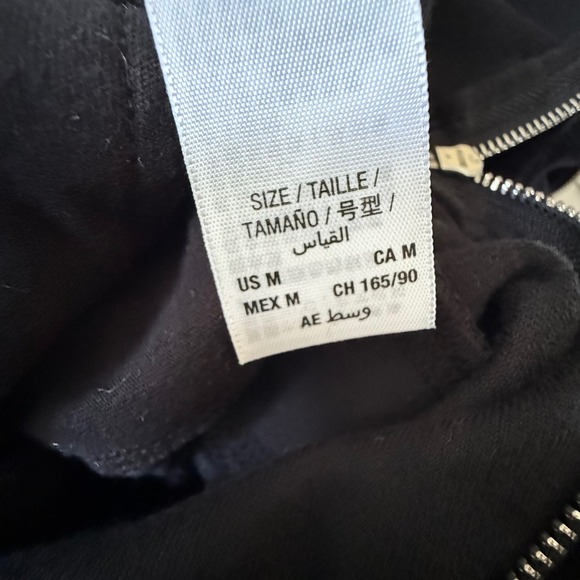 SIZE / TAILLE /
TAMAÑO / 号型 /
القياس
US M CA M
MEX M CH 165/90
AE وسط